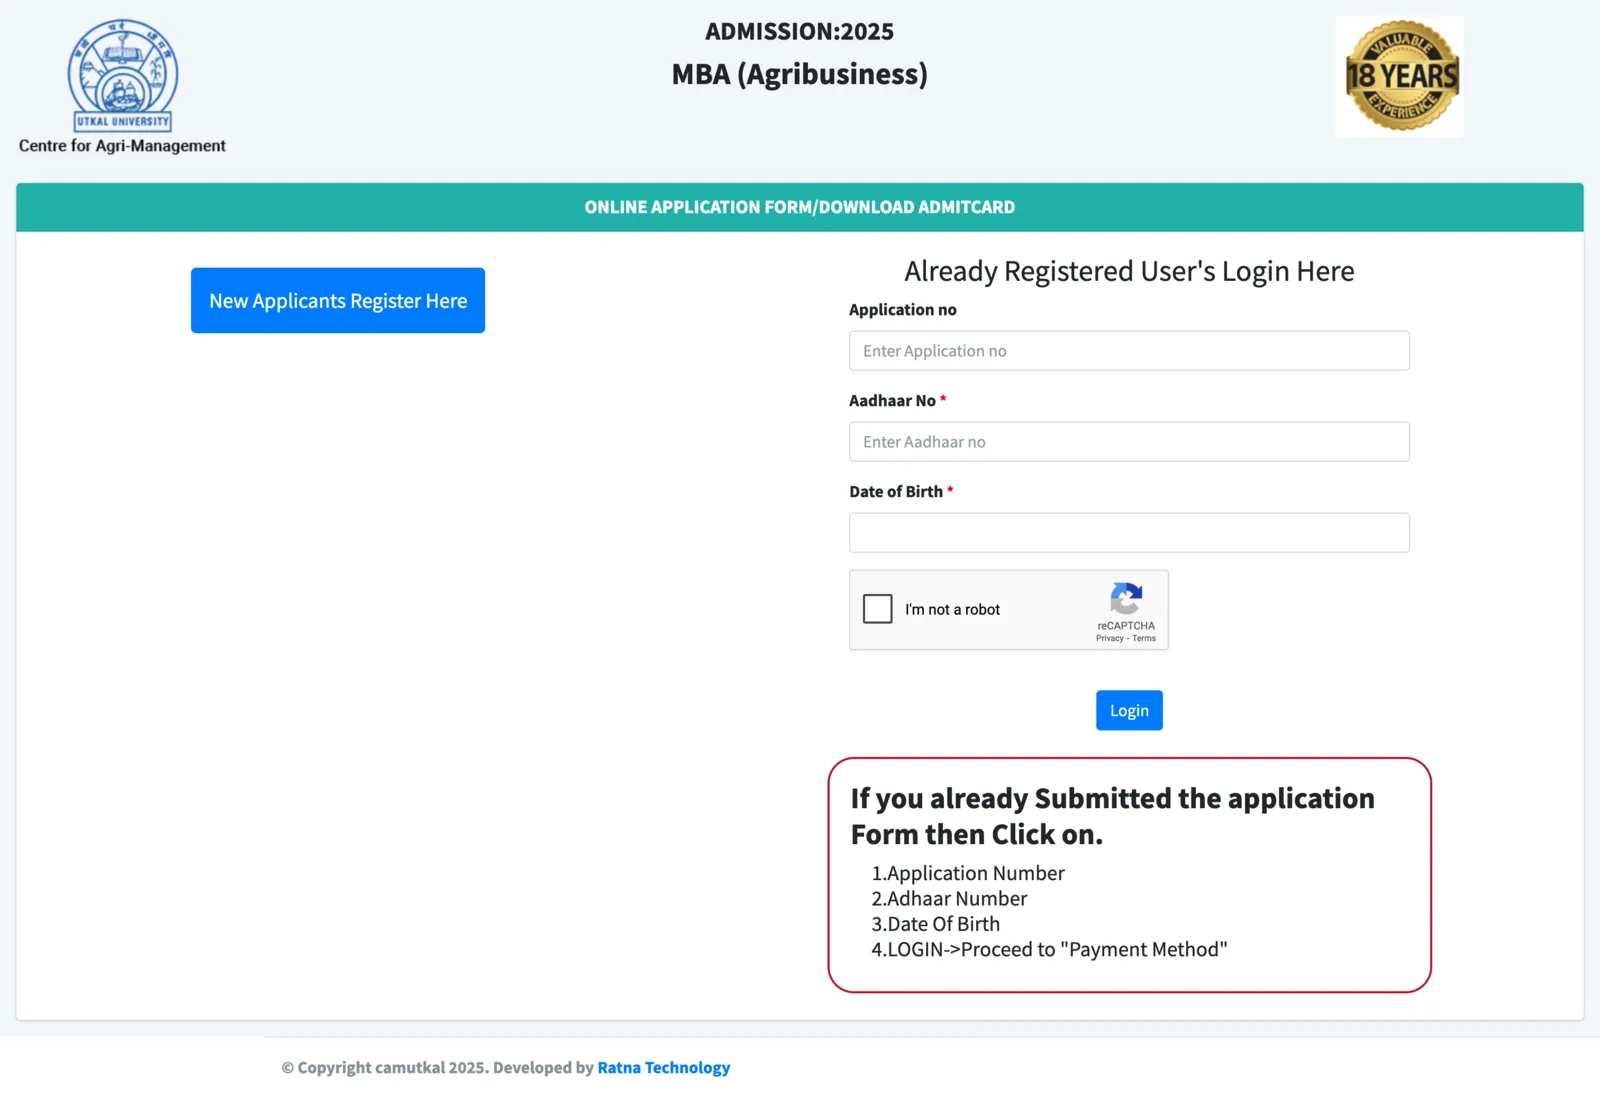 UTKAL UNIVERSITY
Centre for Agri-Management
ADMISSION:2025
MBA (Agribusiness)
VALUABLE
18 YEARS
EXPERIENCE
ONLINE APPLICATION FORM/DOWNLOAD ADMITCARD
New Applicants Register Here
Already Registered User's Login Here
Application no
Enter Application no
Aadhaar No *
Enter Aadhaar no
Date of Birth *
I'm not a robot
reCAPTCHA
Privacy - Terms
Login
If you already Submitted the application
Form then Click on.
1.Application Number
2.Adhaar Number
3.Date Of Birth
4.LOGIN->Proceed to "Payment Method"
© Copyright camutkal 2025. Developed by Ratna Technology